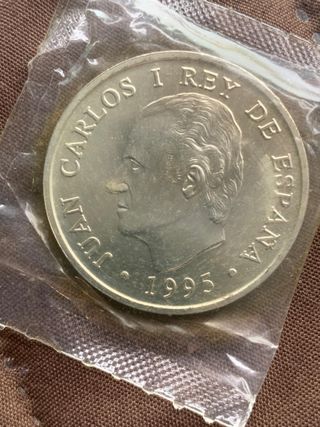 JUAN CARLOS I REY DE ESPAÑA
• 1995 •